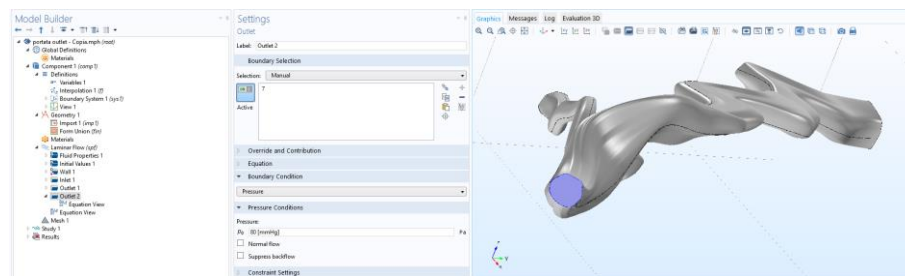 Model Builder
portata outlet - Copia.mph (root)
Global Definitions
Materials
Component 1 (comp1)
Definitions
Variables 1
Interpolation 1
Boundary System 1 (sys1)
View 1
Geometry 1
Import 1 (imp1)
Form Union (fin)
Materials
Laminar Flow (spf)
Fluid Properties 1
Initial Values 1
Wall 1
Inlet 1
Outlet 1
Outlet 2
Equation View
Equation View
Mesh 1
Study 1
Results
Settings
Outlet
Label: Outlet 2
Boundary Selection
Selection: Manual
7
Active
Override and Contribution
Equation
Boundary Condition
Pressure
Pressure Conditions
Pressure:
80 [mmHg] Pa
Normal flow
Suppress backflow
Constraint Settings
Graphics Messages Log Evaluation 3D
z
y
x